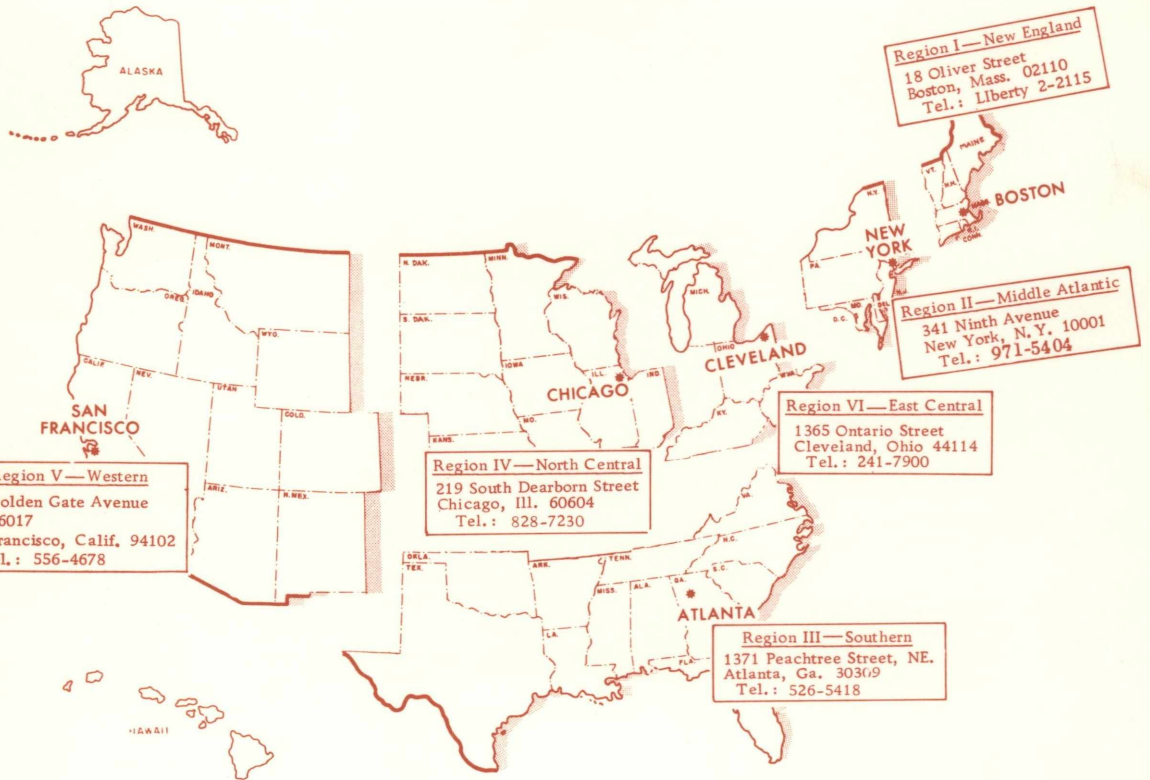 ALASKA
Region I—New England
18 Oliver Street
Boston, Mass. 02110
Tel.: LIberty 2-2115
MAINE
VT.
N.H.
MASS.
BOSTON
R.I.
CONN.
N.Y.
NEW
YORK
PA.
N.J.
MD.
DEL.
D.C.
Region II—Middle Atlantic
341 Ninth Avenue
New York, N.Y. 10001
Tel.: 971-5404
WASH.
MONT.
OREG.
IDAHO
WYO.
CALIF.
NEV.
UTAH
COLO.
ARIZ.
N.MEX.
SAN
FRANCISCO
Region V—Western
olden Gate Avenue
6017
rancisco, Calif. 94102
l.: 556-4678
N. DAK.
MINN.
WIS.
S. DAK.
IOWA
NEBR.
ILL.
IND.
CHICAGO
MO.
KANS.
Region IV—North Central
219 South Dearborn Street
Chicago, Ill. 60604
Tel.: 828-7230
MICH.
OHIO
CLEVELAND
W.VA.
KY.
Region VI—East Central
1365 Ontario Street
Cleveland, Ohio 44114
Tel.: 241-7900
VA.
N.C.
TENN.
S.C.
OKLA.
TEX.
ARK.
MISS.
ALA.
GA.
LA.
FLA.
ATLANTA
Region III—Southern
1371 Peachtree Street, NE.
Atlanta, Ga. 30309
Tel.: 526-5418
HAWAII